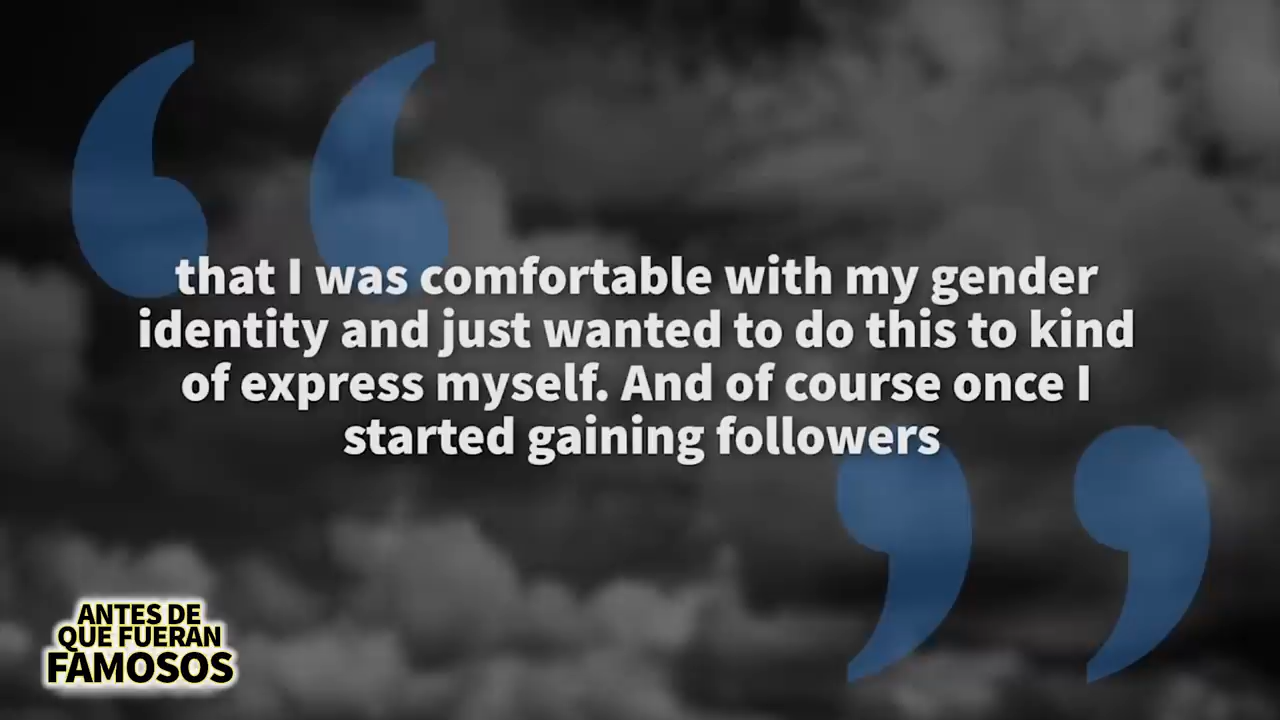 that I was comfortable with my gender
identity and just wanted to do this to kind
of express myself. And of course once I
started gaining followers
ANTES DE
QUE FUERAN
FAMOSOS